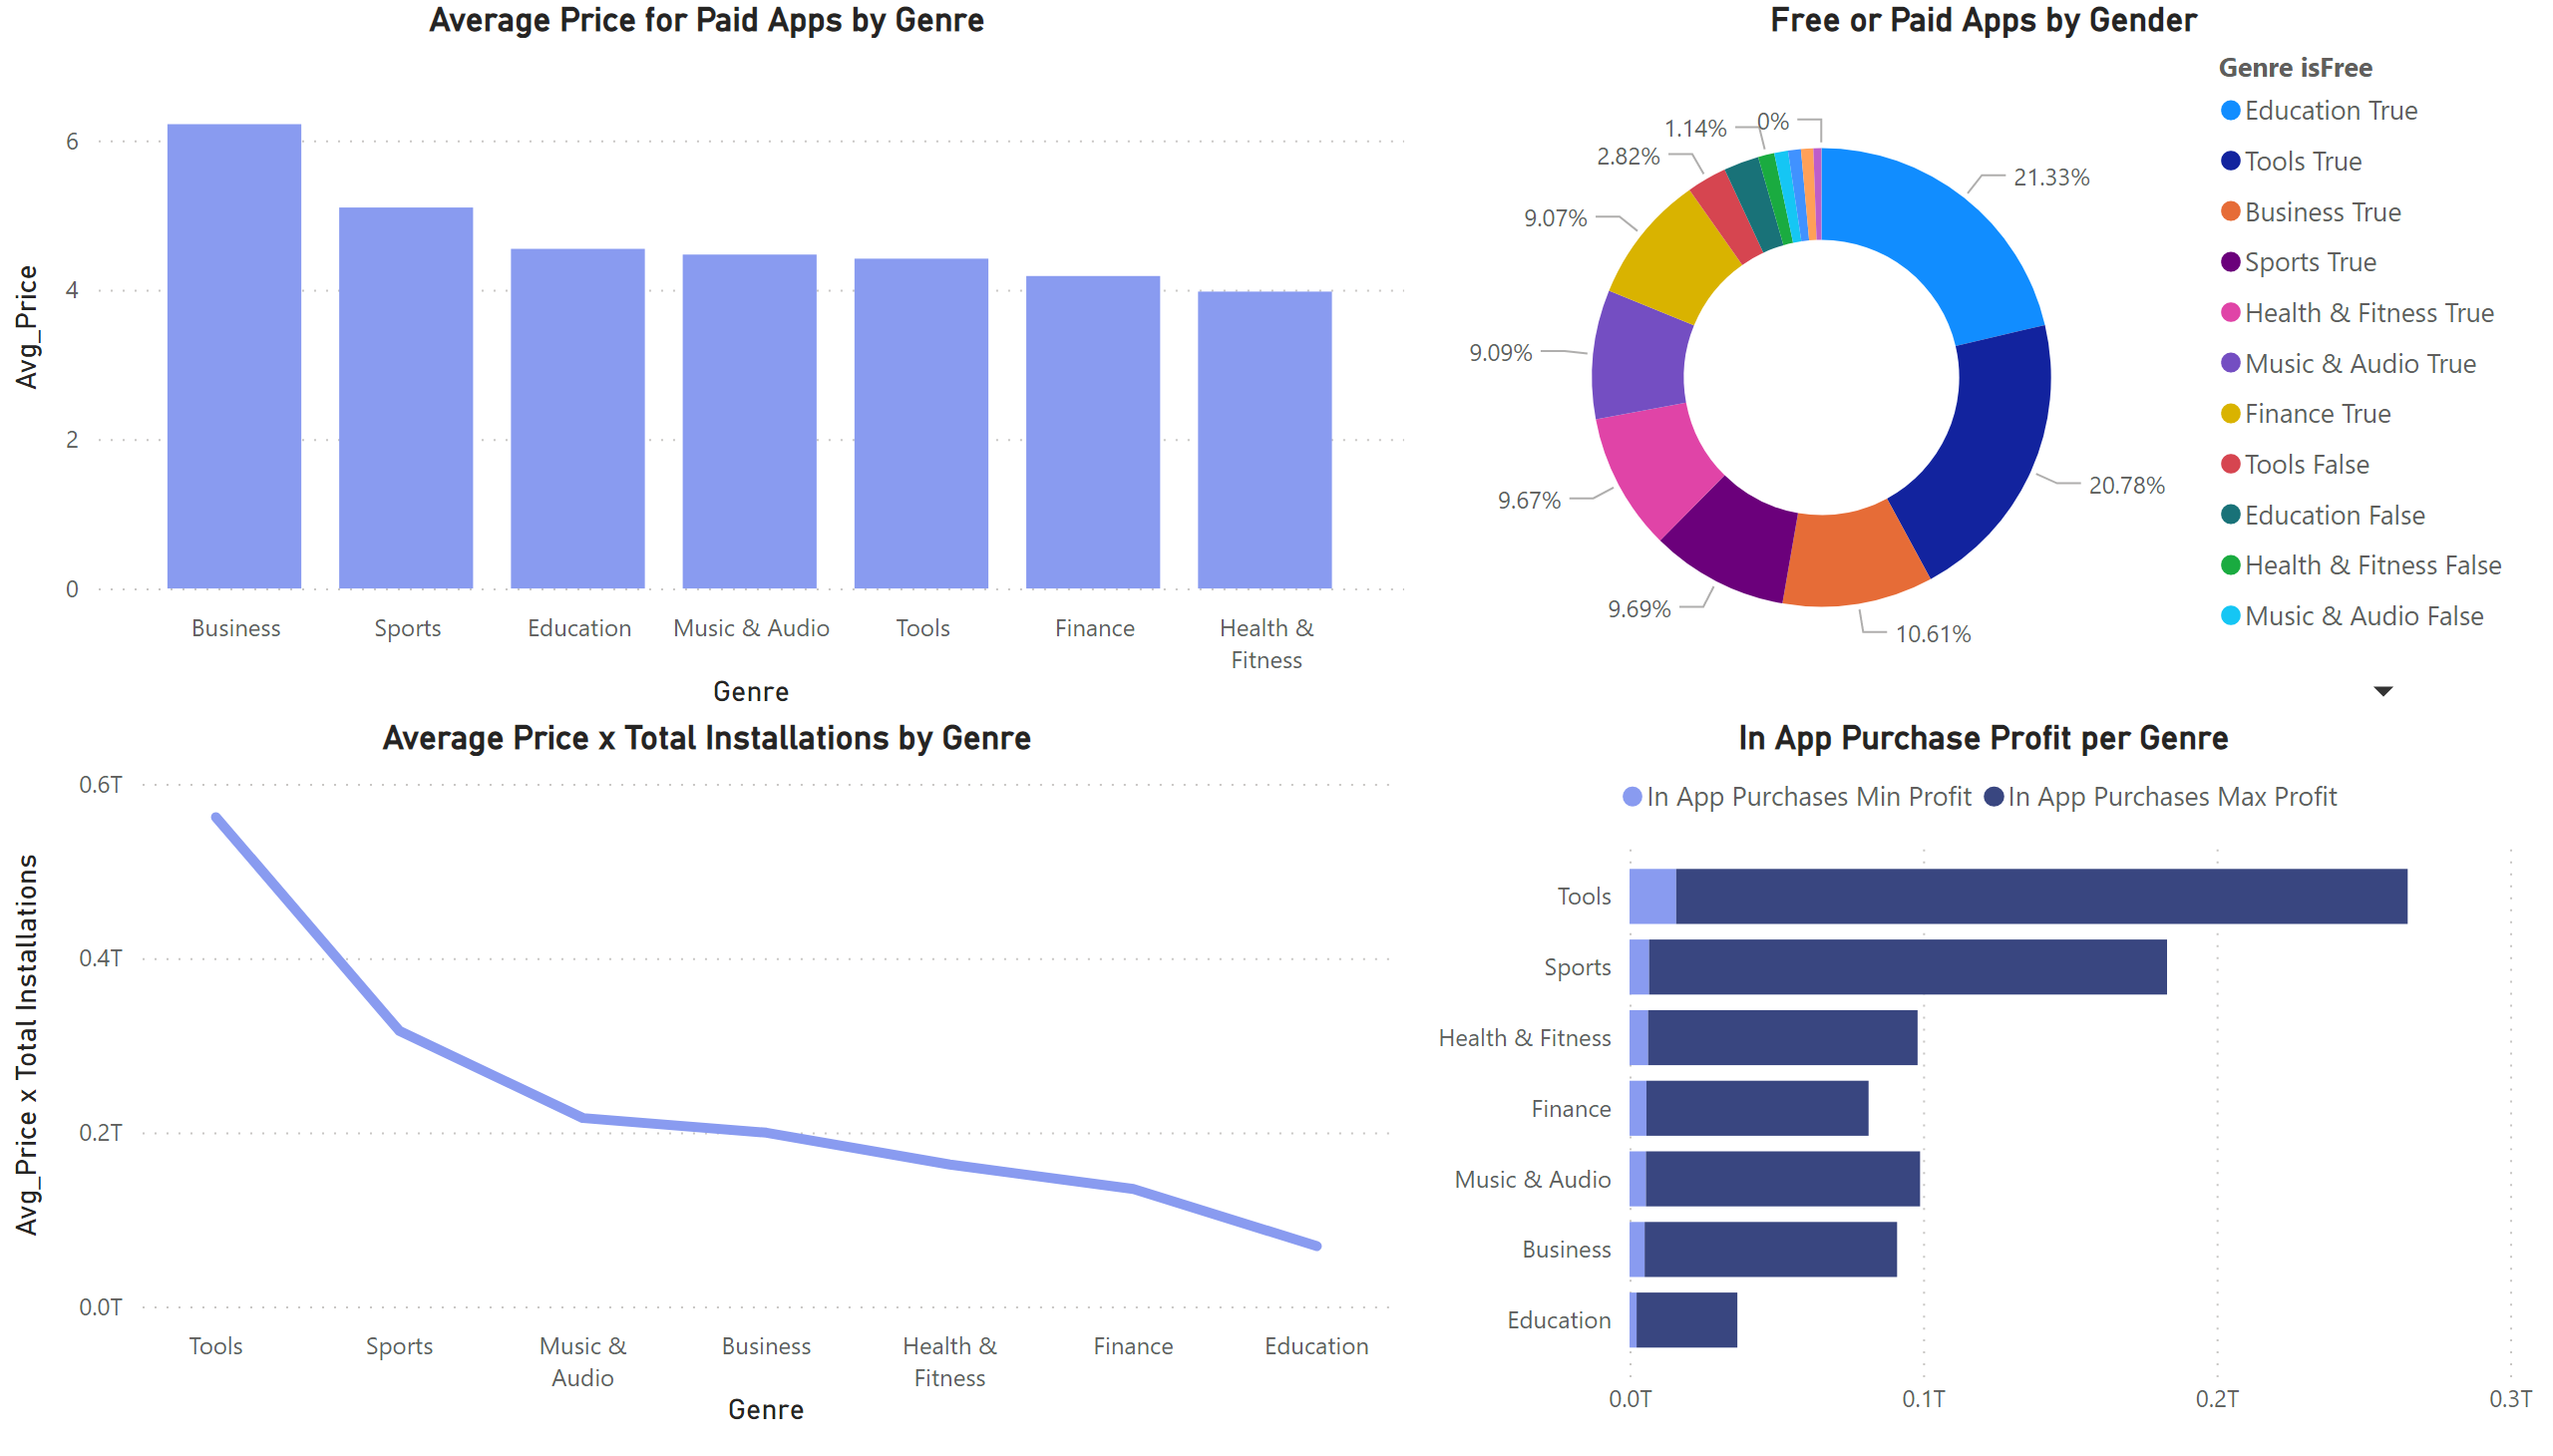 Average Price for Paid Apps by Genre
Avg_Price
6
4
2
0
Business
Sports
Education
Music & Audio
Tools
Finance
Health &
Fitness
Genre
Free or Paid Apps by Gender
0%
1.14%
2.82%
9.07%
9.09%
9.67%
9.69%
10.61%
20.78%
21.33%
Genre isFree
Education True
Tools True
Business True
Sports True
Health & Fitness True
Music & Audio True
Finance True
Tools False
Education False
Health & Fitness False
Music & Audio False
Average Price x Total Installations by Genre
Avg_Price x Total Installations
0.6T
0.4T
0.2T
0.0T
Tools
Sports
Music &
Audio
Business
Health &
Fitness
Finance
Education
Genre
In App Purchase Profit per Genre
In App Purchases Min Profit In App Purchases Max Profit
Tools
Sports
Health & Fitness
Finance
Music & Audio
Business
Education
0.0T
0.1T
0.2T
0.3T